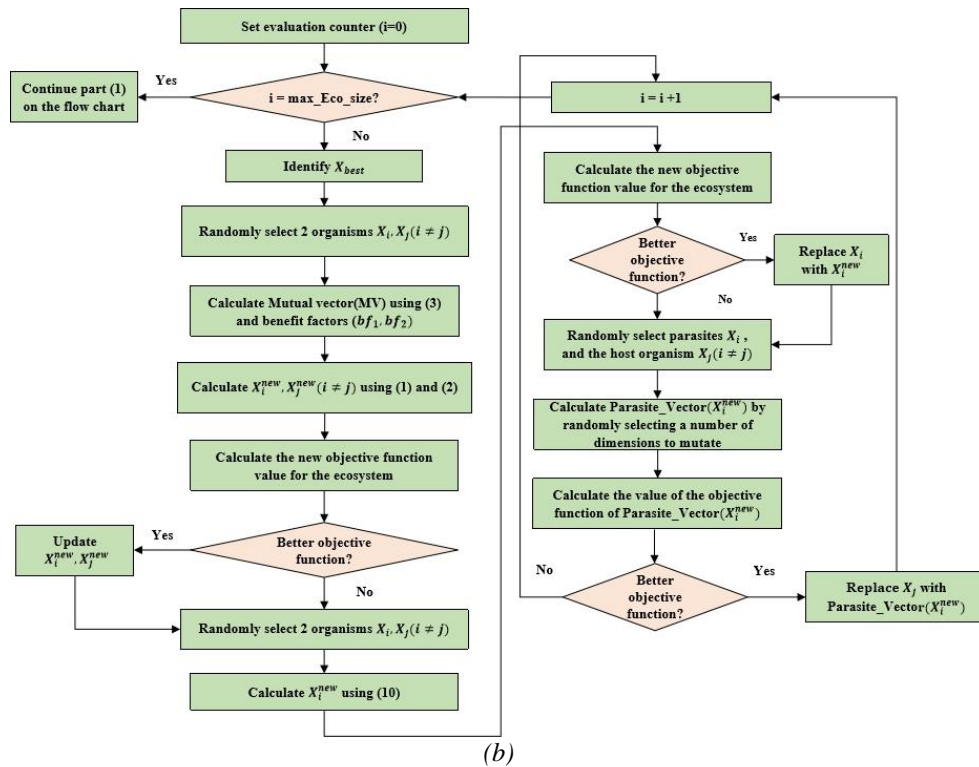 Set evaluation counter (i=0)
Yes
Continue part (1)
on the flow chart
i = max_Eco_size?
i = i +1
No
Identify X_best
Randomly select 2 organisms X_i, X_J(i ≠ j)
Calculate Mutual vector(MV) using (3)
and benefit factors (bf_1, bf_2)
Calculate X_i^new, X_J^new(i ≠ j) using (1) and (2)
Calculate the new objective function
value for the ecosystem
Yes
Update
X_i^new, X_J^new
Better objective
function?
No
Randomly select 2 organisms X_i, X_J(i ≠ j)
Calculate X_i^new using (10)
Calculate the new objective
function value for the ecosystem
Better
objective
function?
Yes
Replace X_i
with X_i^new
No
Randomly select parasites X_i ,
and the host organism X_J(i ≠ j)
Calculate Parasite_Vector(X_i^new) by
randomly selecting a number of
dimensions to mutate
Calculate the value of the objective
function of Parasite_Vector(X_i^new)
No
Better
objective
function?
Yes
Replace X_J with
Parasite_Vector(X_i^new)
(b)